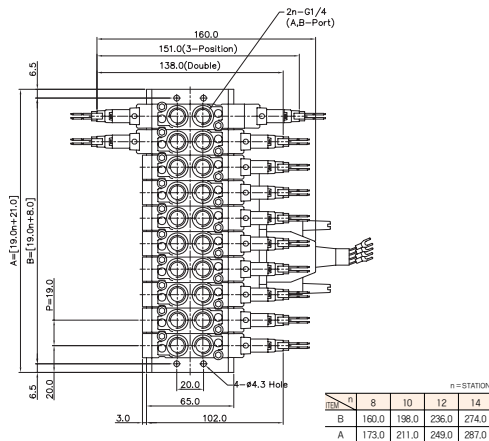 2n-G1/4
(A,B-Port)
160.0
151.0(3-Position)
138.0(Double)
6.5
A=[19.0n+21.0]
B=[19.0n+8.0]
P=19.0
20.0
6.5
20.0
4-ø4.3 Hole
65.0
3.0
102.0
n=STATION
ITEM n 8 10 12 14
B 160.0 198.0 236.0 274.0
A 173.0 211.0 249.0 287.0